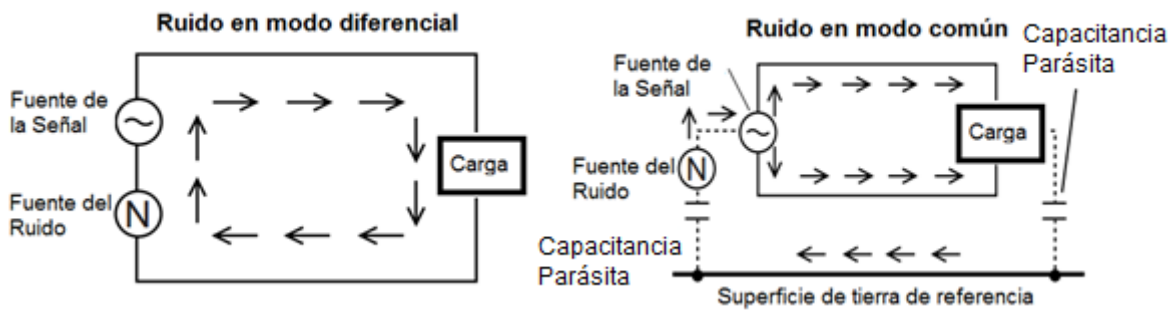 Ruido en modo diferencial
Fuente de
la Señal
Fuente del
Ruido
N
Carga
Ruido en modo común
Capacitancia
Parásita
Fuente de
la Señal
Fuente del
Ruido
N
Carga
Capacitancia
Parásita
Superficie de tierra de referencia